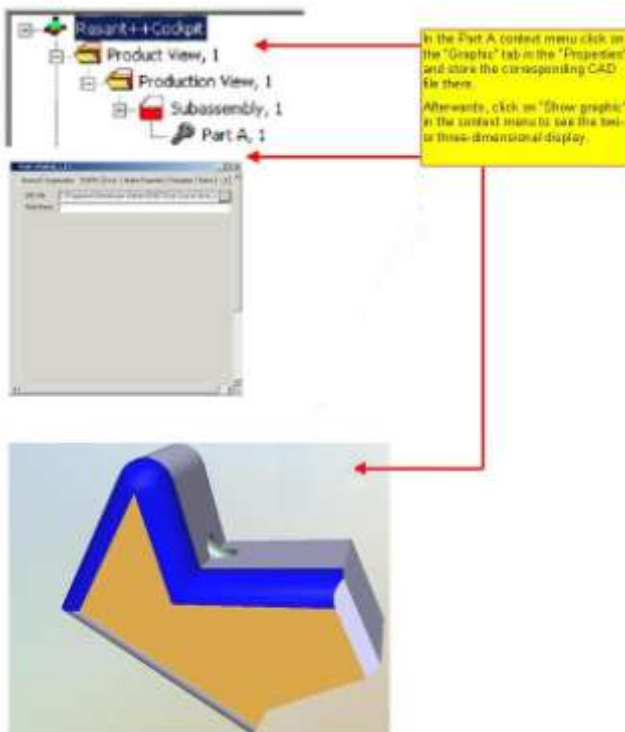 Rasant++Cockpit
Product View, 1
Production View, 1
Subassembly, 1
Part A, 1
In the Part A context menu click on
the "Graphic" tab in the "Properties"
and store the corresponding CAD
file there.
Afterwards, click on "Show graphic"
in the context menu to see the two-
or three-dimensional display.